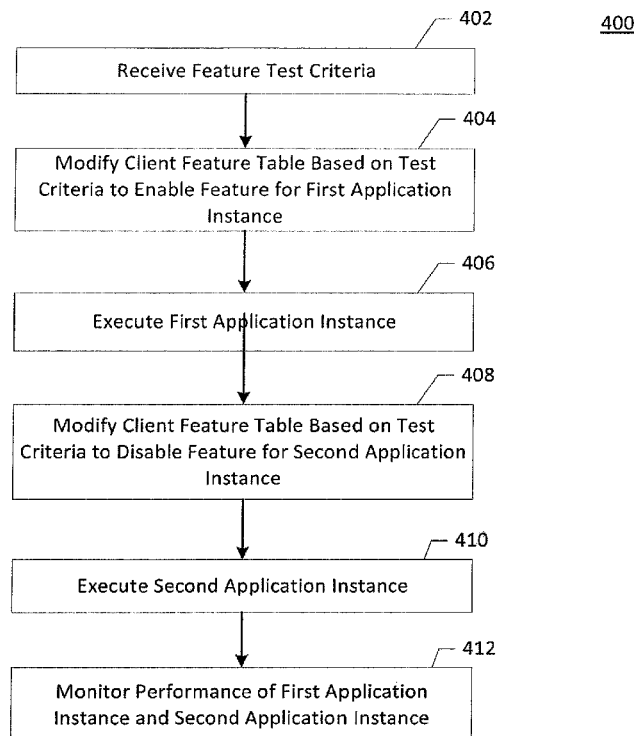 402
400
Receive Feature Test Criteria
404
Modify Client Feature Table Based on Test
Criteria to Enable Feature for First Application
Instance
406
Execute First Application Instance
408
Modify Client Feature Table Based on Test
Criteria to Disable Feature for Second Application
Instance
410
Execute Second Application Instance
412
Monitor Performance of First Application
Instance and Second Application Instance